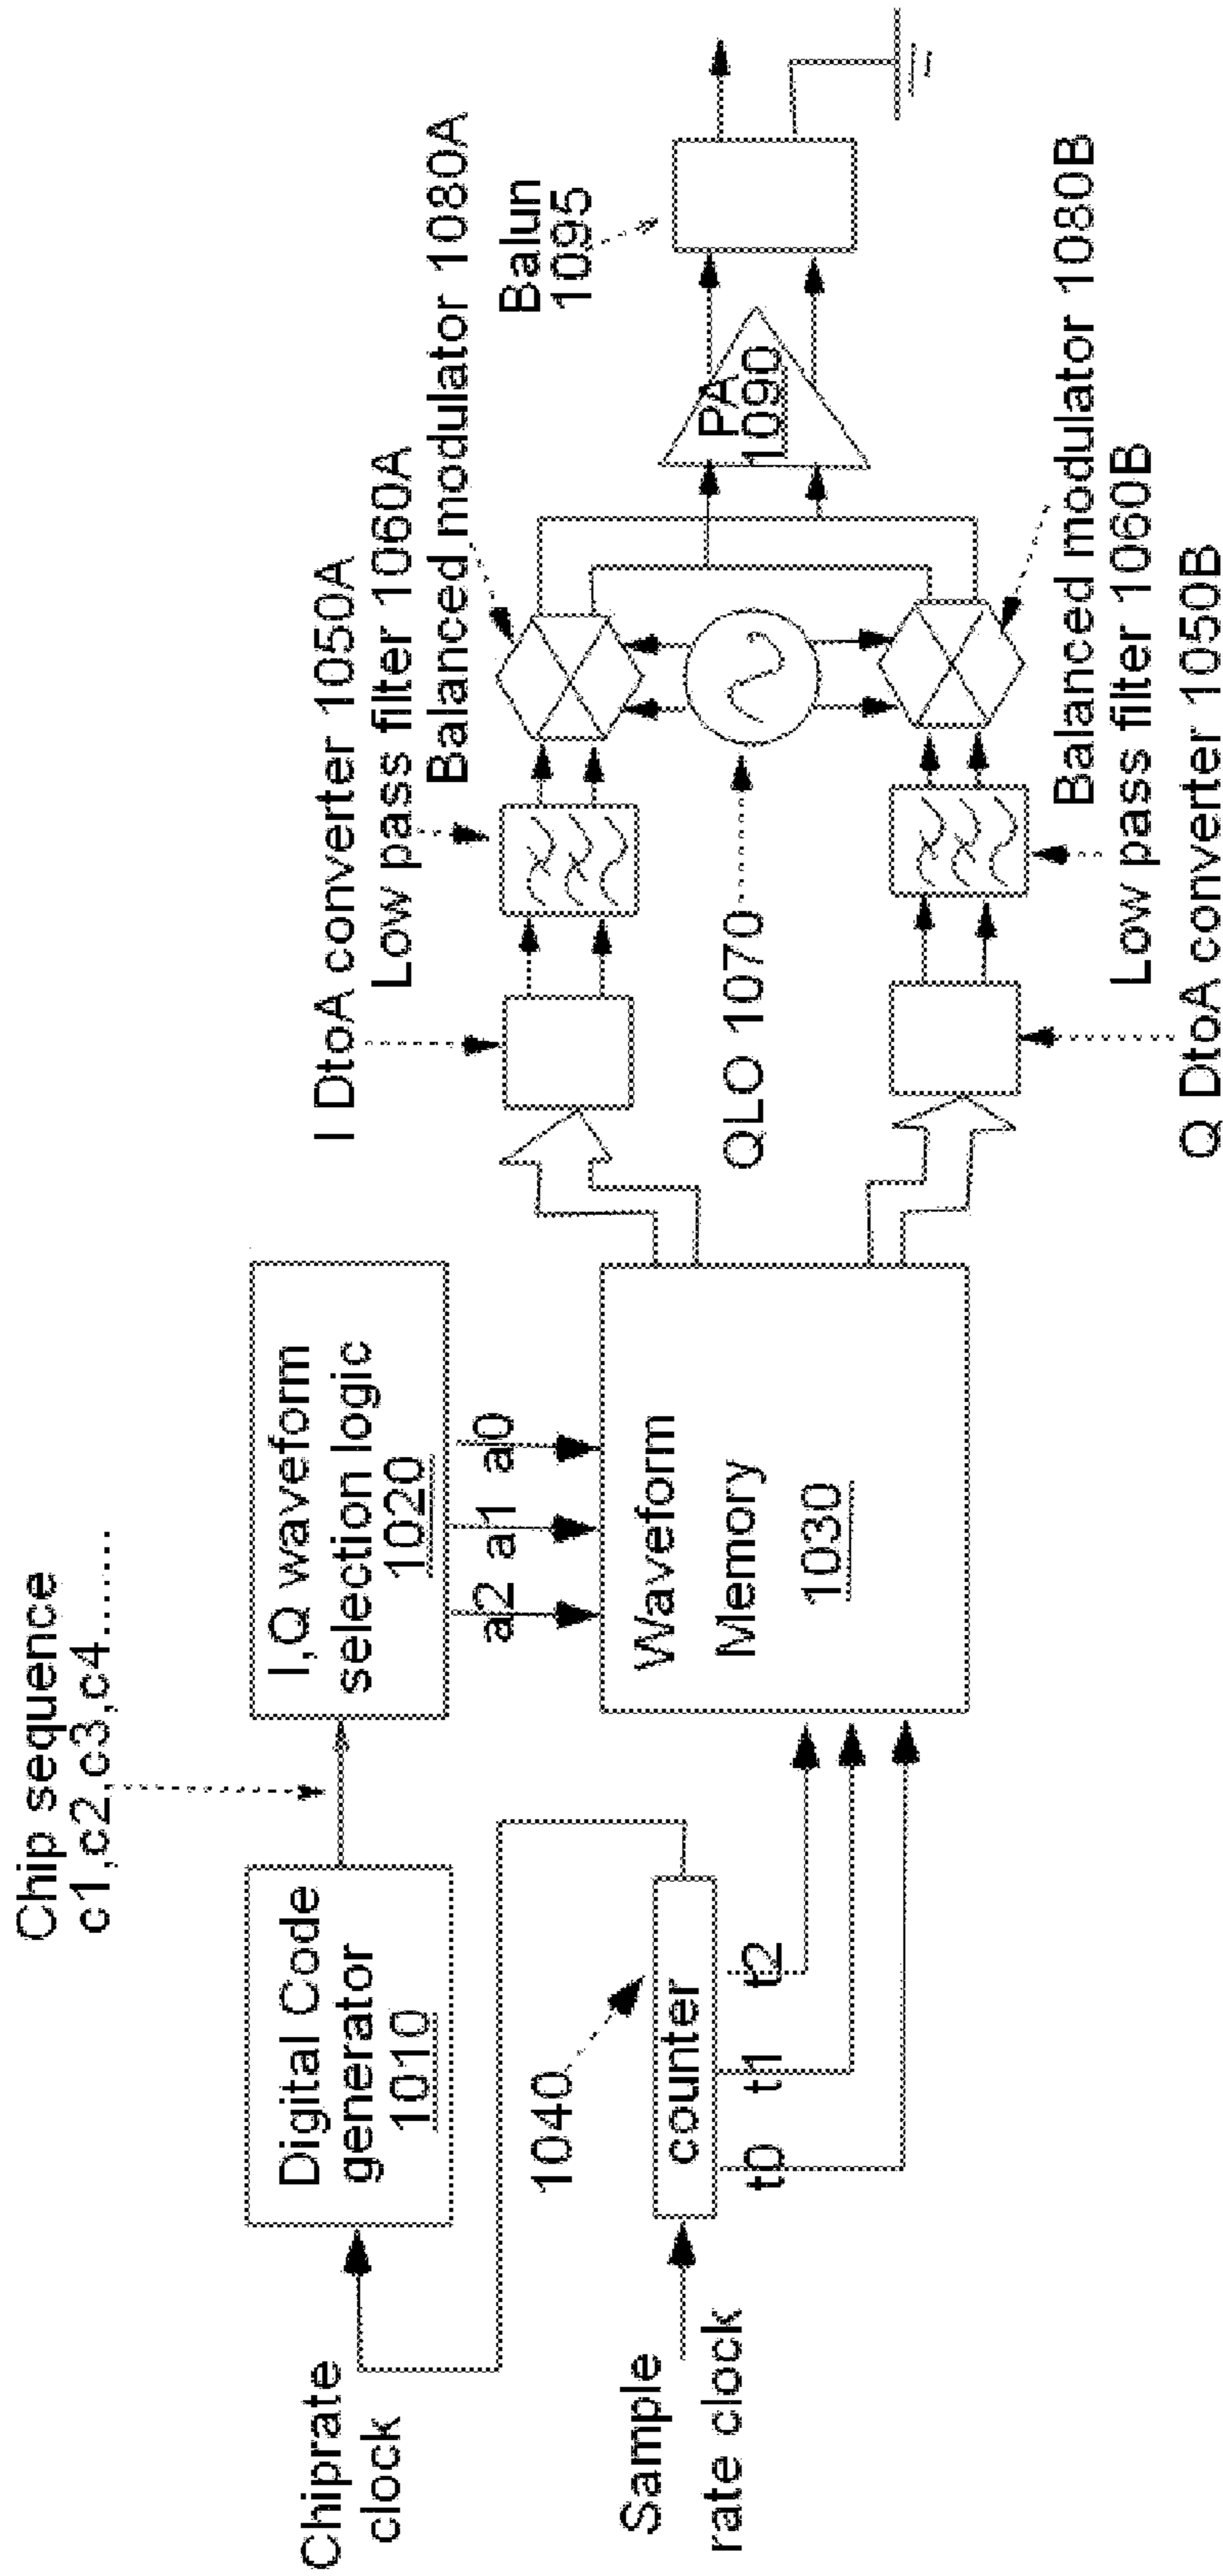 Chip sequence
c1,c2,c3,c4......
Chiprate
clock
Digital Code
generator
1010
I,Q waveform
selection logic
1020
a2 a1 a0
1040
Sample
rate clock
counter
t0 t1 t2
Waveform
Memory
1030
I DtoA converter 1050A
Low pass filter 1060A
Balanced modulator 1080A
Balun
1095
QLO 1070
PA
1090
Balanced modulator 1080B
Low pass filter 1060B
Q DtoA converter 1050B